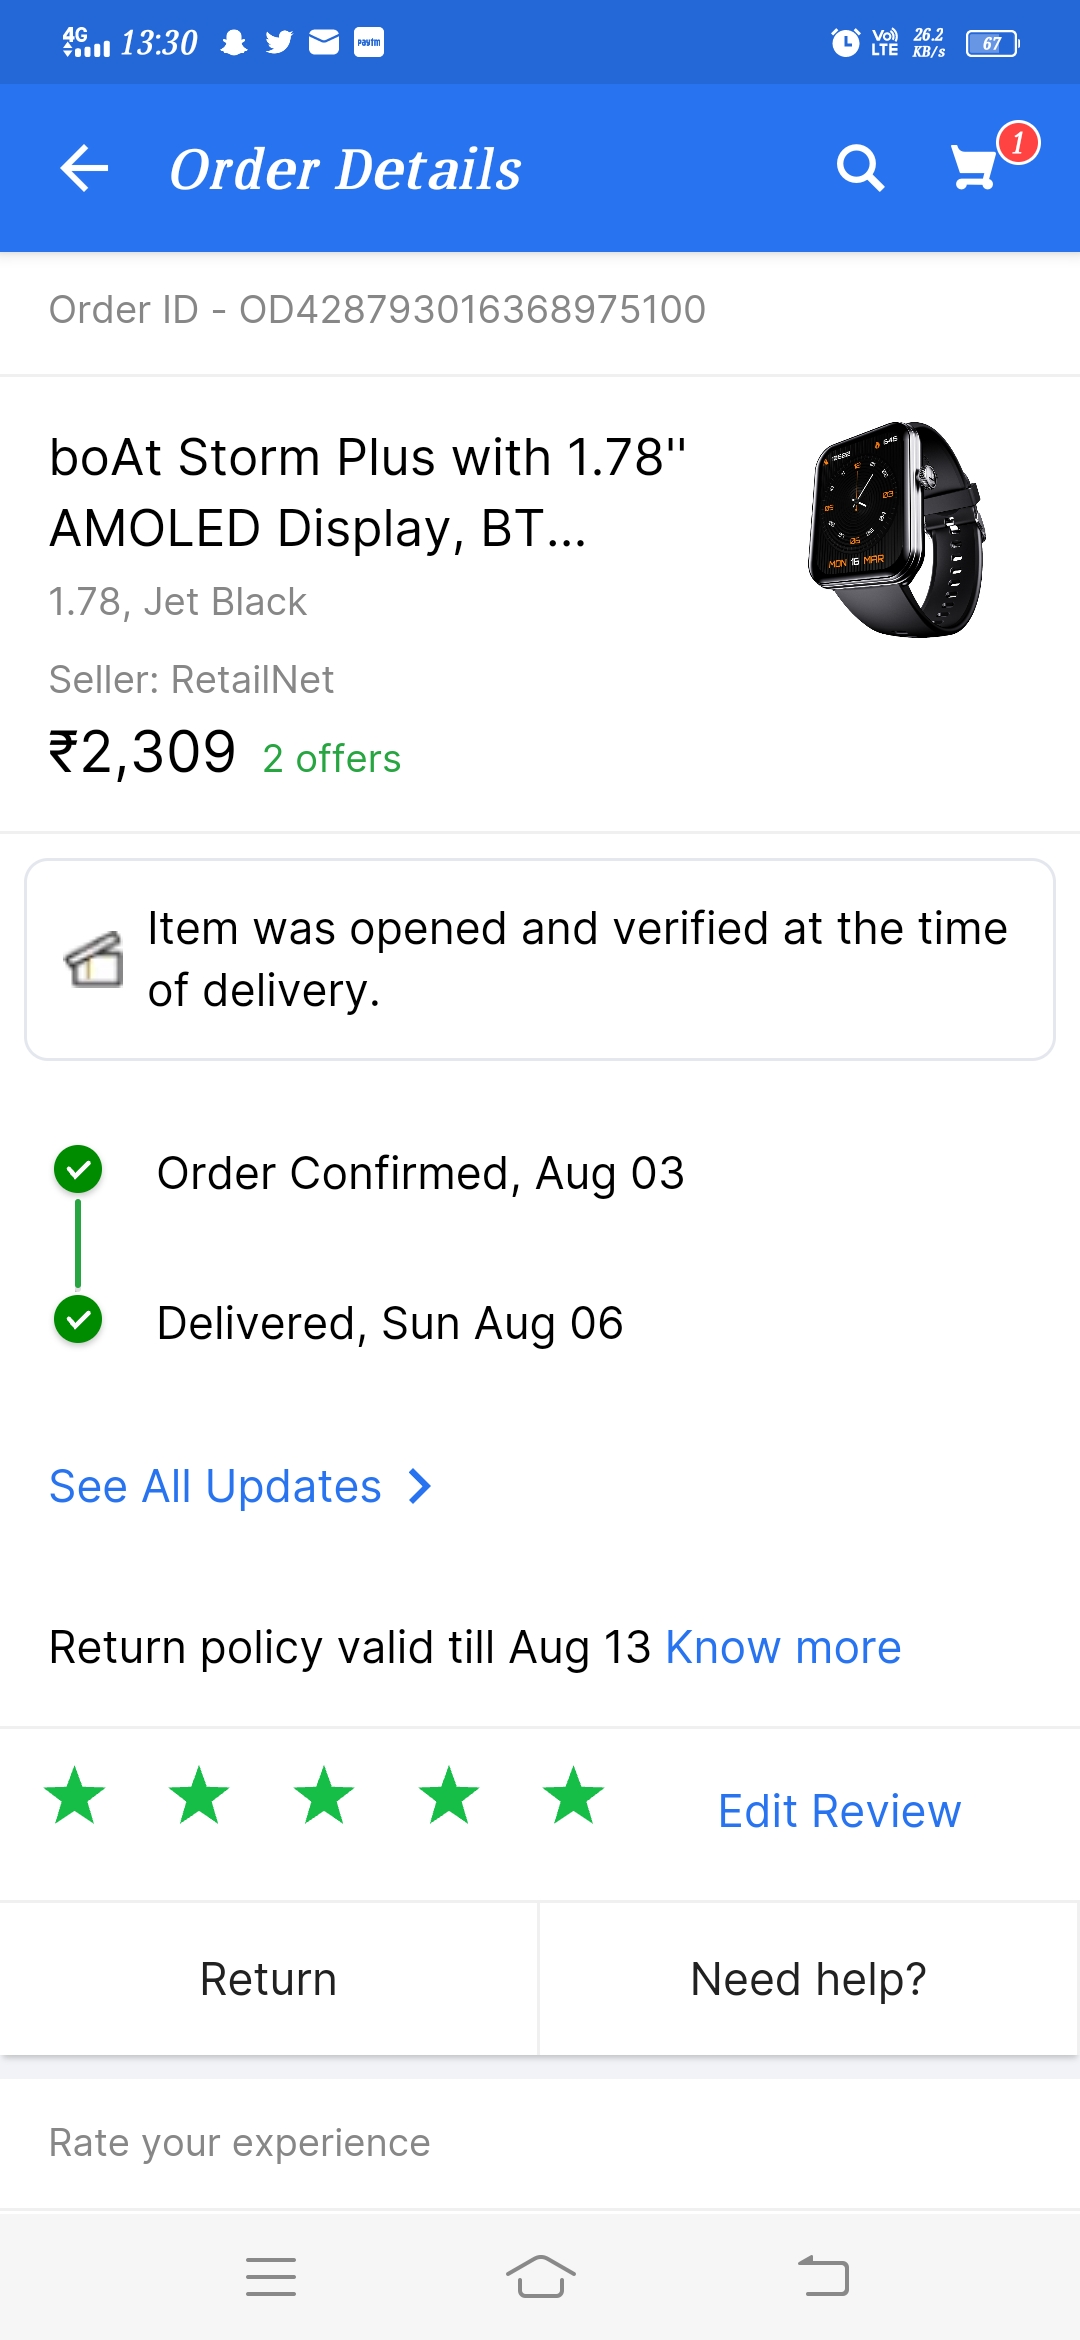 4G 13:30 paytm Vo)) LTE 26.2 KB/s 67
Order Details 1
Order ID - OD428793016368975100
boAt Storm Plus with 1.78"
AMOLED Display, BT...
1.78, Jet Black
Seller: RetailNet
₹2,309 2 offers
MON 16 MAR
Item was opened and verified at the time
of delivery.
Order Confirmed, Aug 03
Delivered, Sun Aug 06
See All Updates
Return policy valid till Aug 13 Know more
Edit Review
Return Need help?
Rate your experience